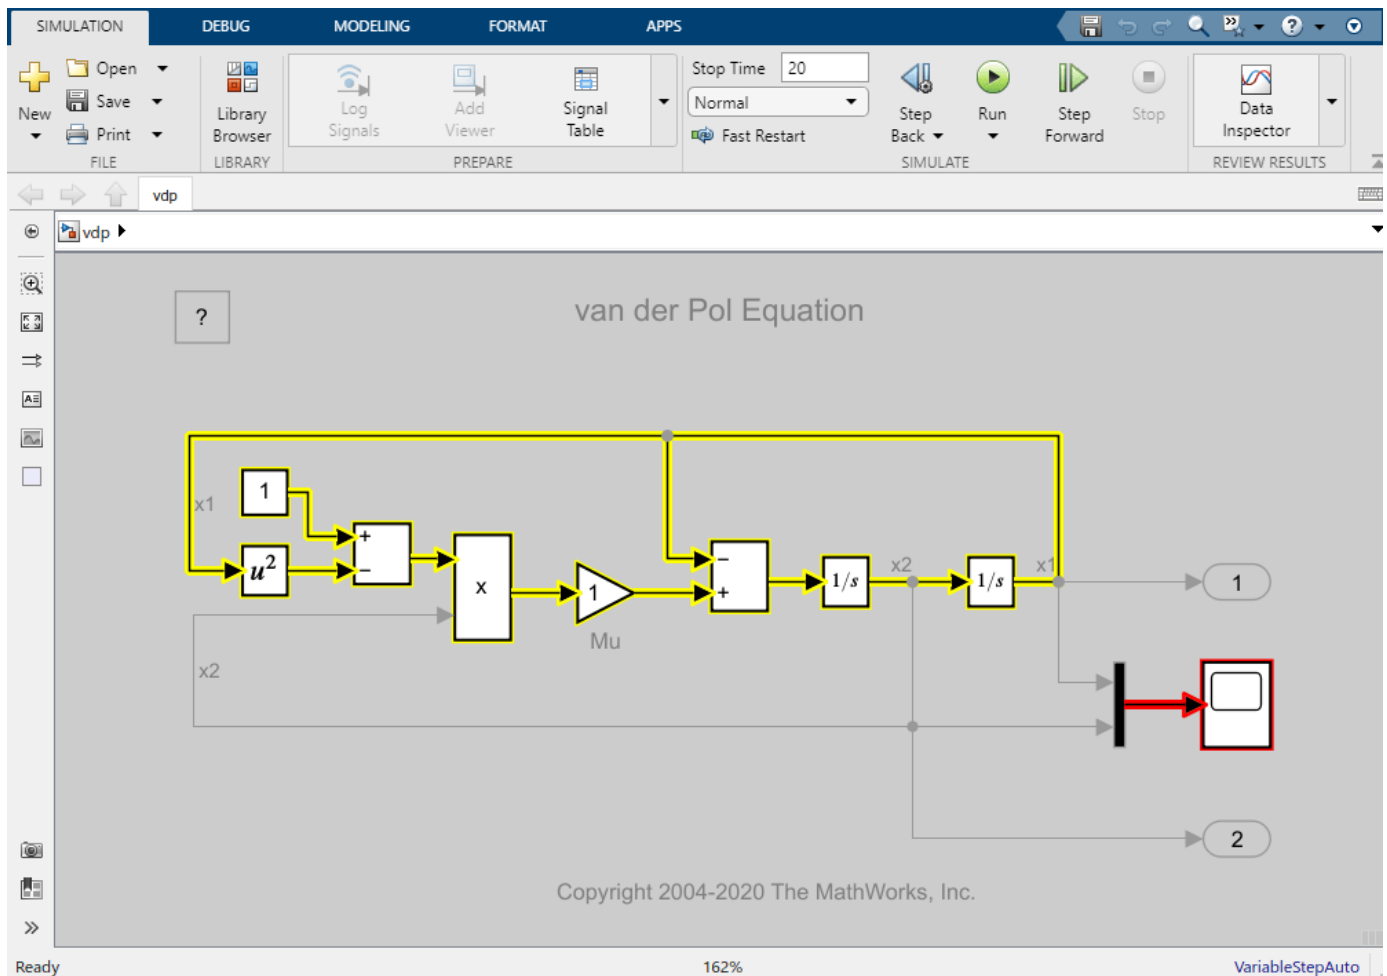 SIMULATION DEBUG MODELING FORMAT APPS
New
Open
Save
Print
FILE
Library
Browser
LIBRARY
Log
Signals
Add
Viewer
Signal
Table
PREPARE
Stop Time 20
Normal
Fast Restart
Step
Back
Run
Step
Forward
Stop
SIMULATE
Data
Inspector
REVIEW RESULTS
vdp
vdp
?
van der Pol Equation
x1
1
+
−
u²
x
1
Mu
−
+
1/s
x2
1/s
x1
1
x2
2
Copyright 2004-2020 The MathWorks, Inc.
Ready 162% VariableStepAuto